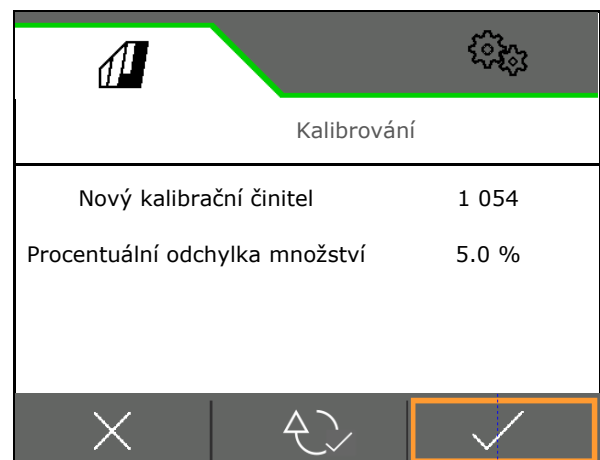 Kalibrování
Nový kalibrační činitel 1 054
Procentuální odchylka množství 5.0 %